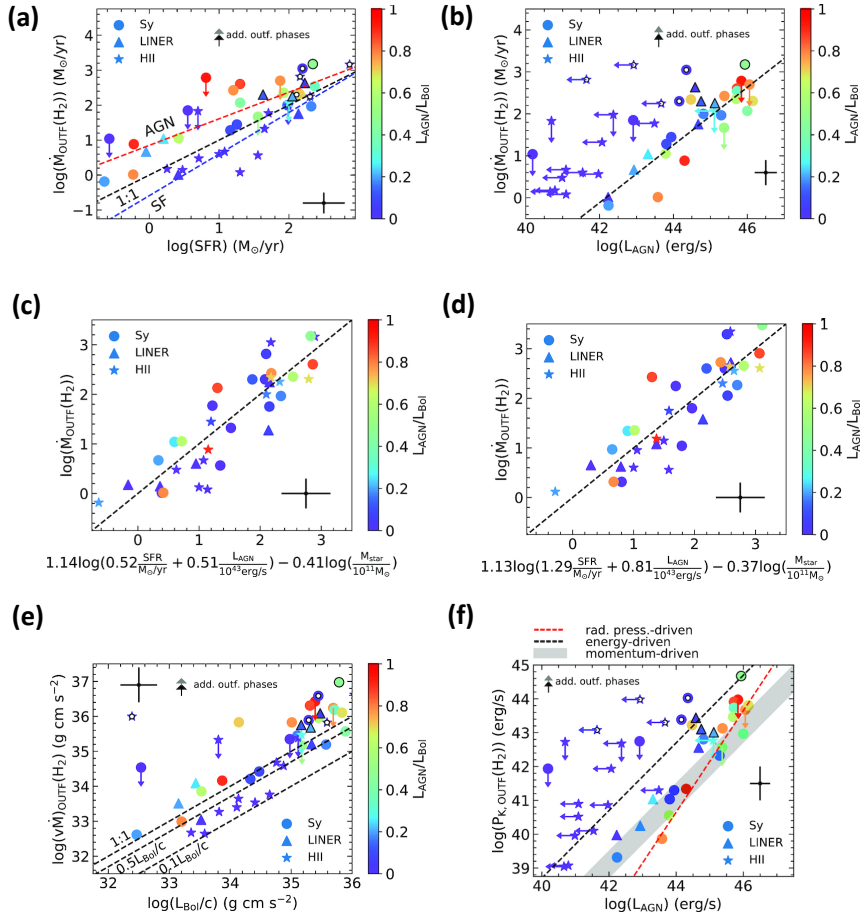 (a)
add. outf. phases
Sy
LINER
HII
AGN
1:1
SF
log(Ṁ_OUTF(H₂)) (M⊙/yr)
3
2
1
0
−1
0
1
2
log(SFR) (M⊙/yr)
1
0.8
0.6
0.4
0.2
0
L_AGN/L_Bol
(b)
add. outf. phases
log(Ṁ_OUTF(H₂)) (M⊙/yr)
4
3
2
1
0
40
42
44
46
log(L_AGN) (erg/s)
1
0.8
0.6
0.4
0.2
0
L_AGN/L_Bol
(c)
Sy
LINER
HII
log(Ṁ_OUTF(H₂))
3
2
1
0
0
1
2
3
1.14log(0.52 SFR/M⊙/yr + 0.51 L_AGN/10⁴³erg/s) − 0.41log(M_star/10¹¹M⊙)
1
0.8
0.6
0.4
0.2
0
L_AGN/L_Bol
(d)
Sy
LINER
HII
log(Ṁ_OUTF(H₂))
3
2
1
0
0
1
2
3
1.13log(1.29 SFR/M⊙/yr + 0.81 L_AGN/10⁴³erg/s) − 0.37log(M_star/10¹¹M⊙)
1
0.8
0.6
0.4
0.2
0
L_AGN/L_Bol
(e)
add. outf. phases
log(vṀ)_OUTF(H₂) (g cm s⁻²)
37
36
35
34
33
32
1:1
0.5L_Bol/c
0.1L_Bol/c
Sy
LINER
HII
32
33
34
35
36
log(L_Bol/c) (g cm s⁻²)
1
0.8
0.6
0.4
0.2
0
L_AGN/L_Bol
(f)
rad. press.-driven
energy-driven
momentum-driven
add. outf. phases
log(P_K, OUTF(H₂)) (erg/s)
45
44
43
42
41
40
39
Sy
LINER
HII
40
42
44
46
log(L_AGN) (erg/s)